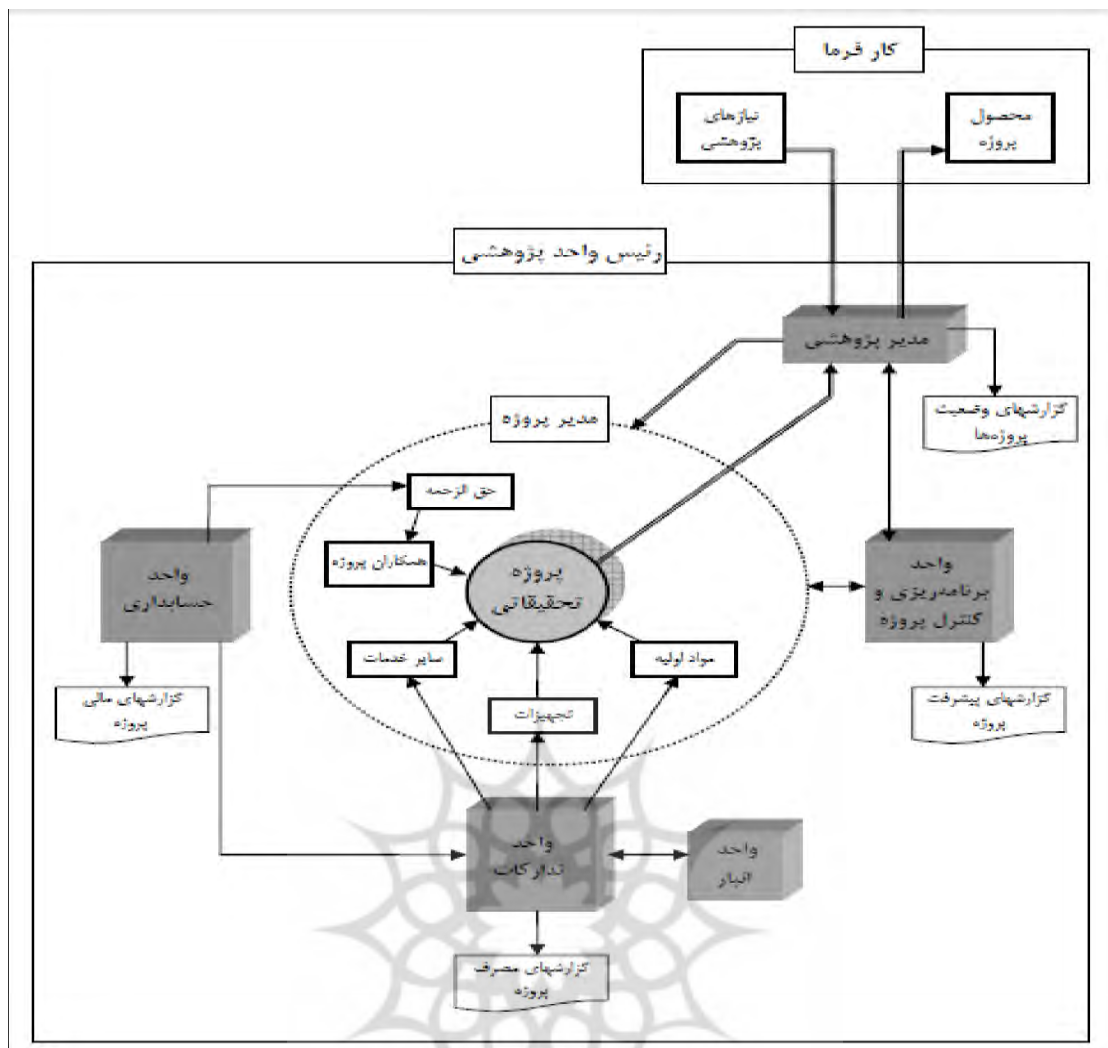 کار فرما
نیازهای
پژوهشی
محصول
پروژه
رئیس واحد پژوهشی
مدیر پژوهشی
گزارشهای وضعیت
پروژه‌ها
مدیر پروژه
حق الزحمه
همکاران پروژه
پروژه
تحقیقاتی
واحد
حسابداری
واحد
برنامه‌ریزی و
کنترل پروژه
سایر خدمات
مواد اولیه
تجهیزات
گزارشهای مالی
پروژه
گزارشهای پیشرفت
پروژه
واحد
تدارکات
واحد
انبار
گزارشهای مصرف
پروژه